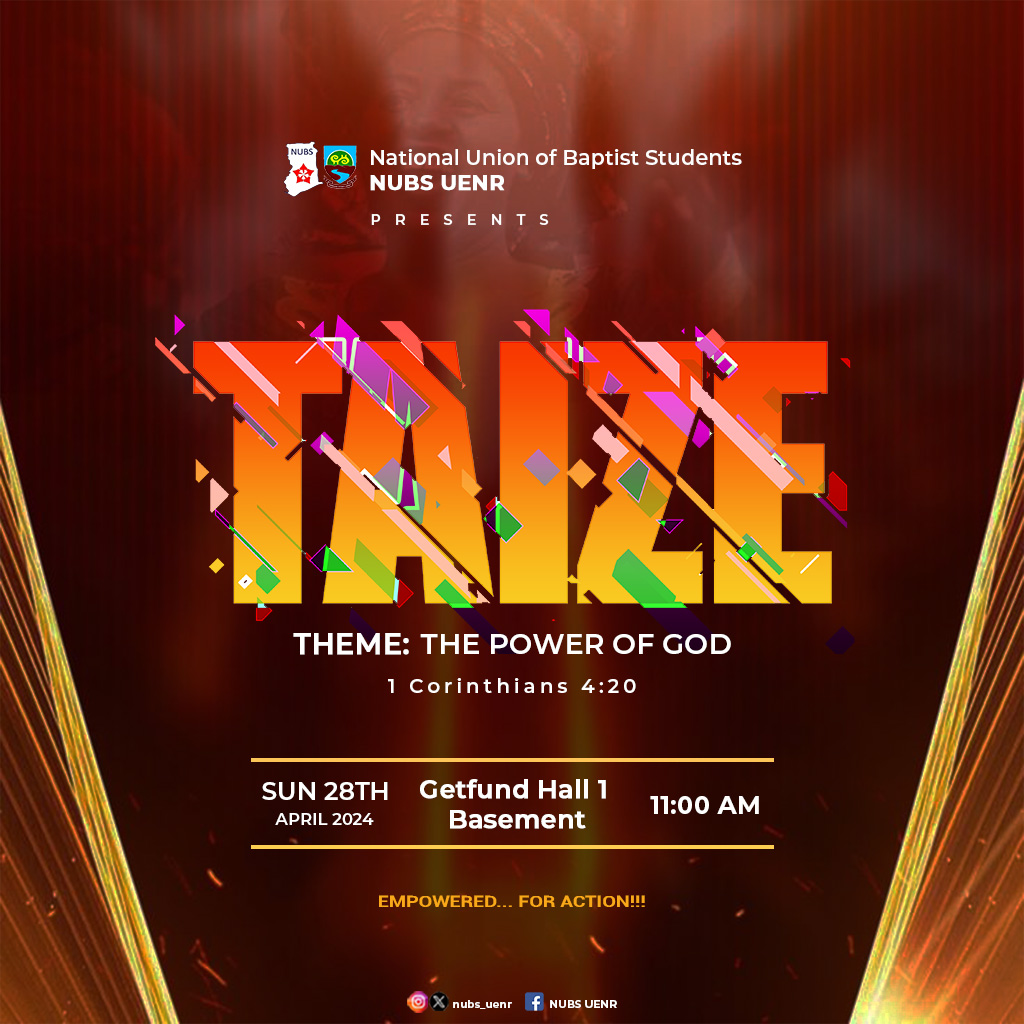 NUBS
National Union of Baptist Students
NUBS UENR
PRESENTS
TAIZE
THEME: THE POWER OF GOD
1 Corinthians 4:20
SUN 28TH
APRIL 2024
Getfund Hall 1
Basement
11:00 AM
EMPOWERED... FOR ACTION!!!
nubs_uenr
NUBS UENR